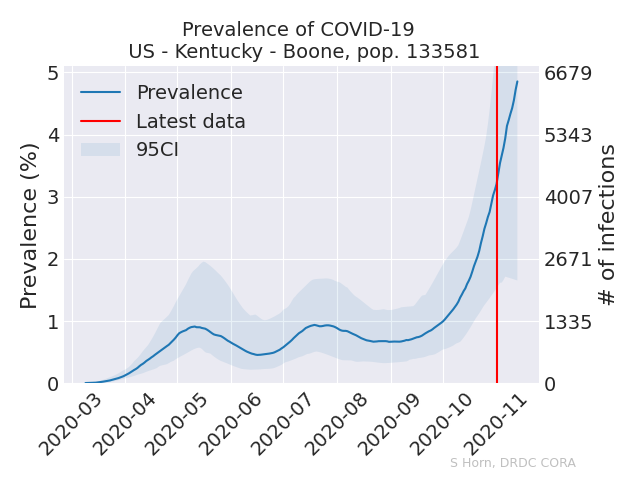 Prevalence of COVID-19
US - Kentucky - Boone, pop. 133581
Prevalence
Latest data
95CI
Prevalence (%)
5
4
3
2
1
0
# of infections
6679
5343
4007
2671
1335
0
2020-03
2020-04
2020-05
2020-06
2020-07
2020-08
2020-09
2020-10
2020-11
S Horn, DRDC CORA